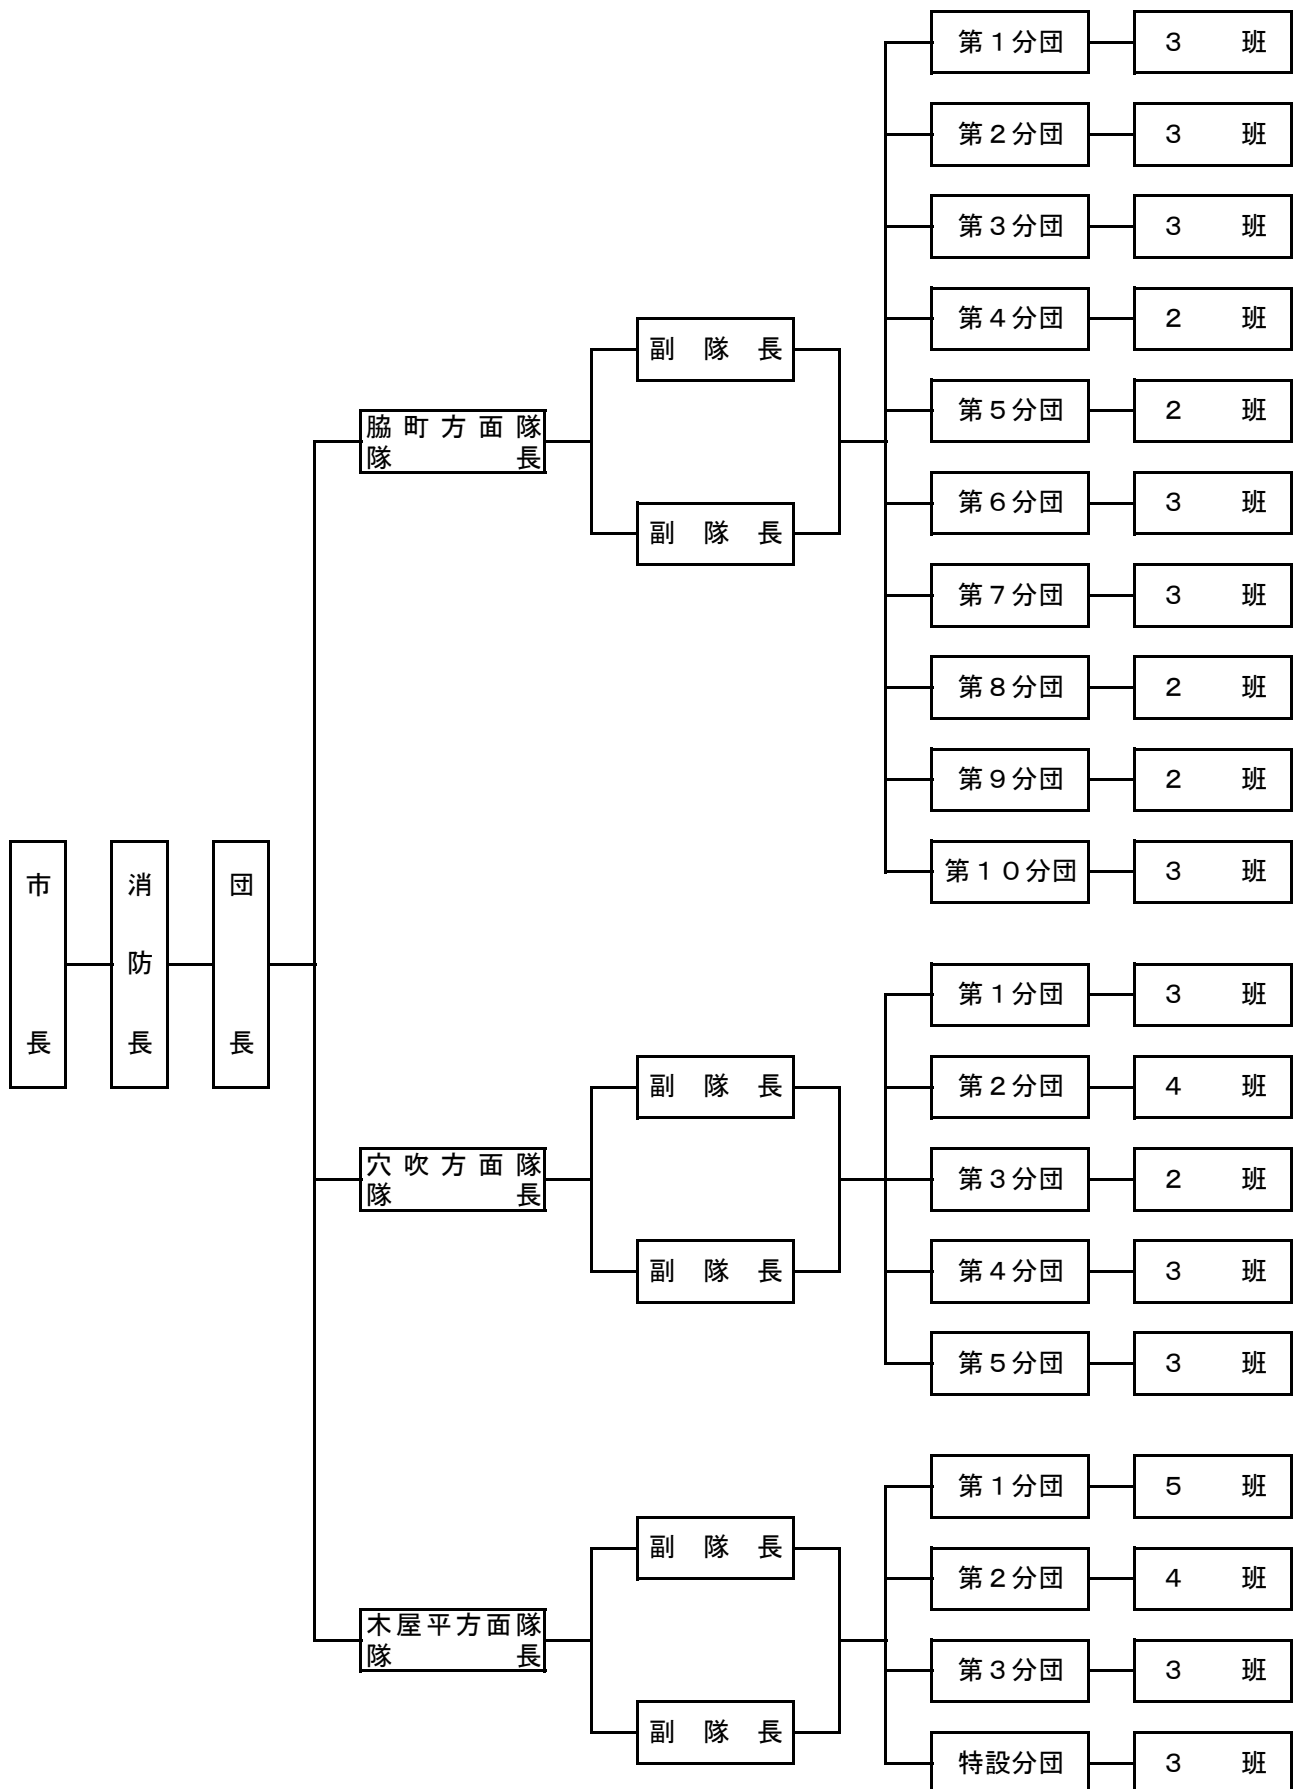 市長
消防長
団長
脇町方面隊
隊長
副隊長
副隊長
第１分団 ３班
第２分団 ３班
第３分団 ３班
第４分団 ２班
第５分団 ２班
第６分団 ３班
第７分団 ３班
第８分団 ２班
第９分団 ２班
第１０分団 ３班
穴吹方面隊
隊長
副隊長
副隊長
第１分団 ３班
第２分団 ４班
第３分団 ２班
第４分団 ３班
第５分団 ３班
木屋平方面隊
隊長
副隊長
副隊長
第１分団 ５班
第２分団 ４班
第３分団 ３班
特設分団 ３班